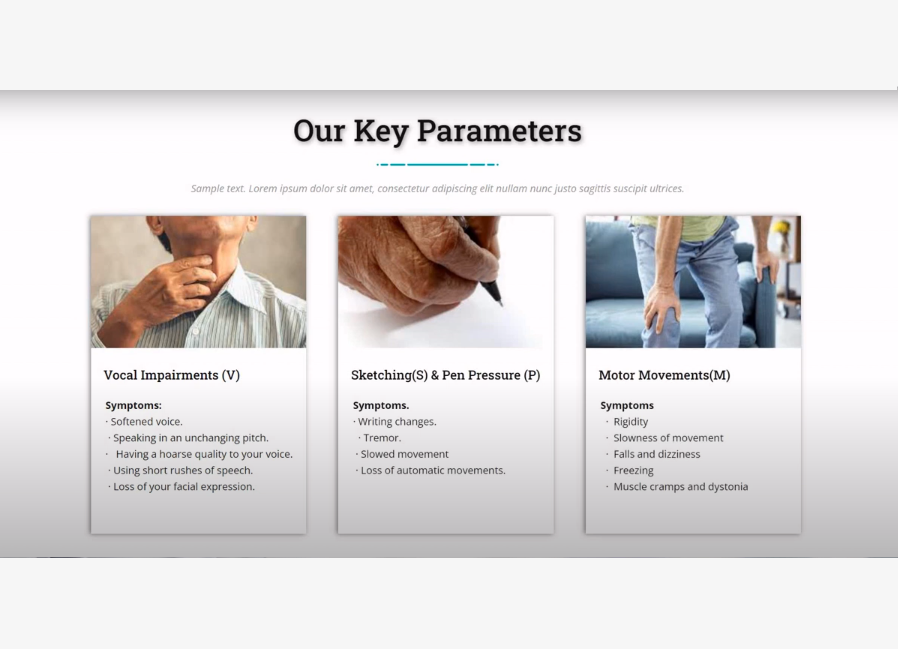 Our Key Parameters
Sample text. Lorem ipsum dolor sit amet, consectetur adipiscing elit nullam nunc justo sagittis suscipit ultrices.
Vocal Impairments (V)
Symptoms:
· Softened voice.
· Speaking in an unchanging pitch.
· Having a hoarse quality to your voice.
· Using short rushes of speech.
· Loss of your facial expression.
Sketching(S) & Pen Pressure (P)
Symptoms.
· Writing changes.
· Tremor.
· Slowed movement
· Loss of automatic movements.
Motor Movements(M)
Symptoms
· Rigidity
· Slowness of movement
· Falls and dizziness
· Freezing
· Muscle cramps and dystonia